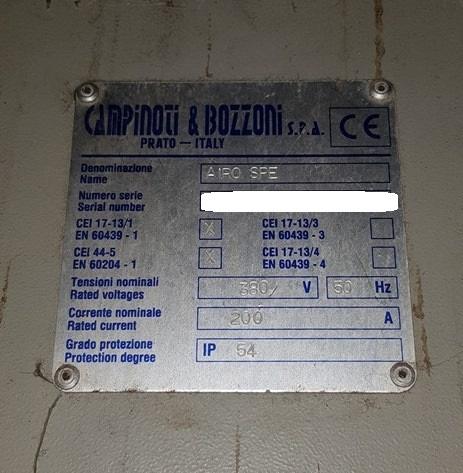 CAMPINOTI & BOZZONI S.P.A. CE
PRATO — ITALY
Denominazione
Name
AIRO SPE
Numero serie
Serial number
CEI 17-13/1
EN 60439 - 1
X
CEI 17-13/3
EN 60439 - 3
CEI 44-5
EN 60204 - 1
X
CEI 17-13/4
EN 60439 - 4
Tensioni nominali
Rated voltages
380/ V 50 Hz
Corrente nominale
Rated current
200 A
Grado protezione
Protection degree
IP 54